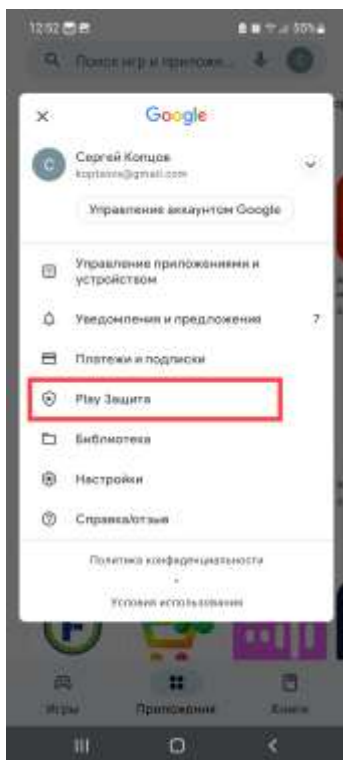 12:52
50%
Поиск игр и приложе...
Google
С
Сергей Копцов
Управление аккаунтом Google
Управление приложениями и
устройством
Уведомления и предложения 7
Платежи и подписки
Play Защита
Библиотека
Настройки
Справка/отзыв
Политика конфиденциальности
•
Условия использования
Игры Приложения Книги